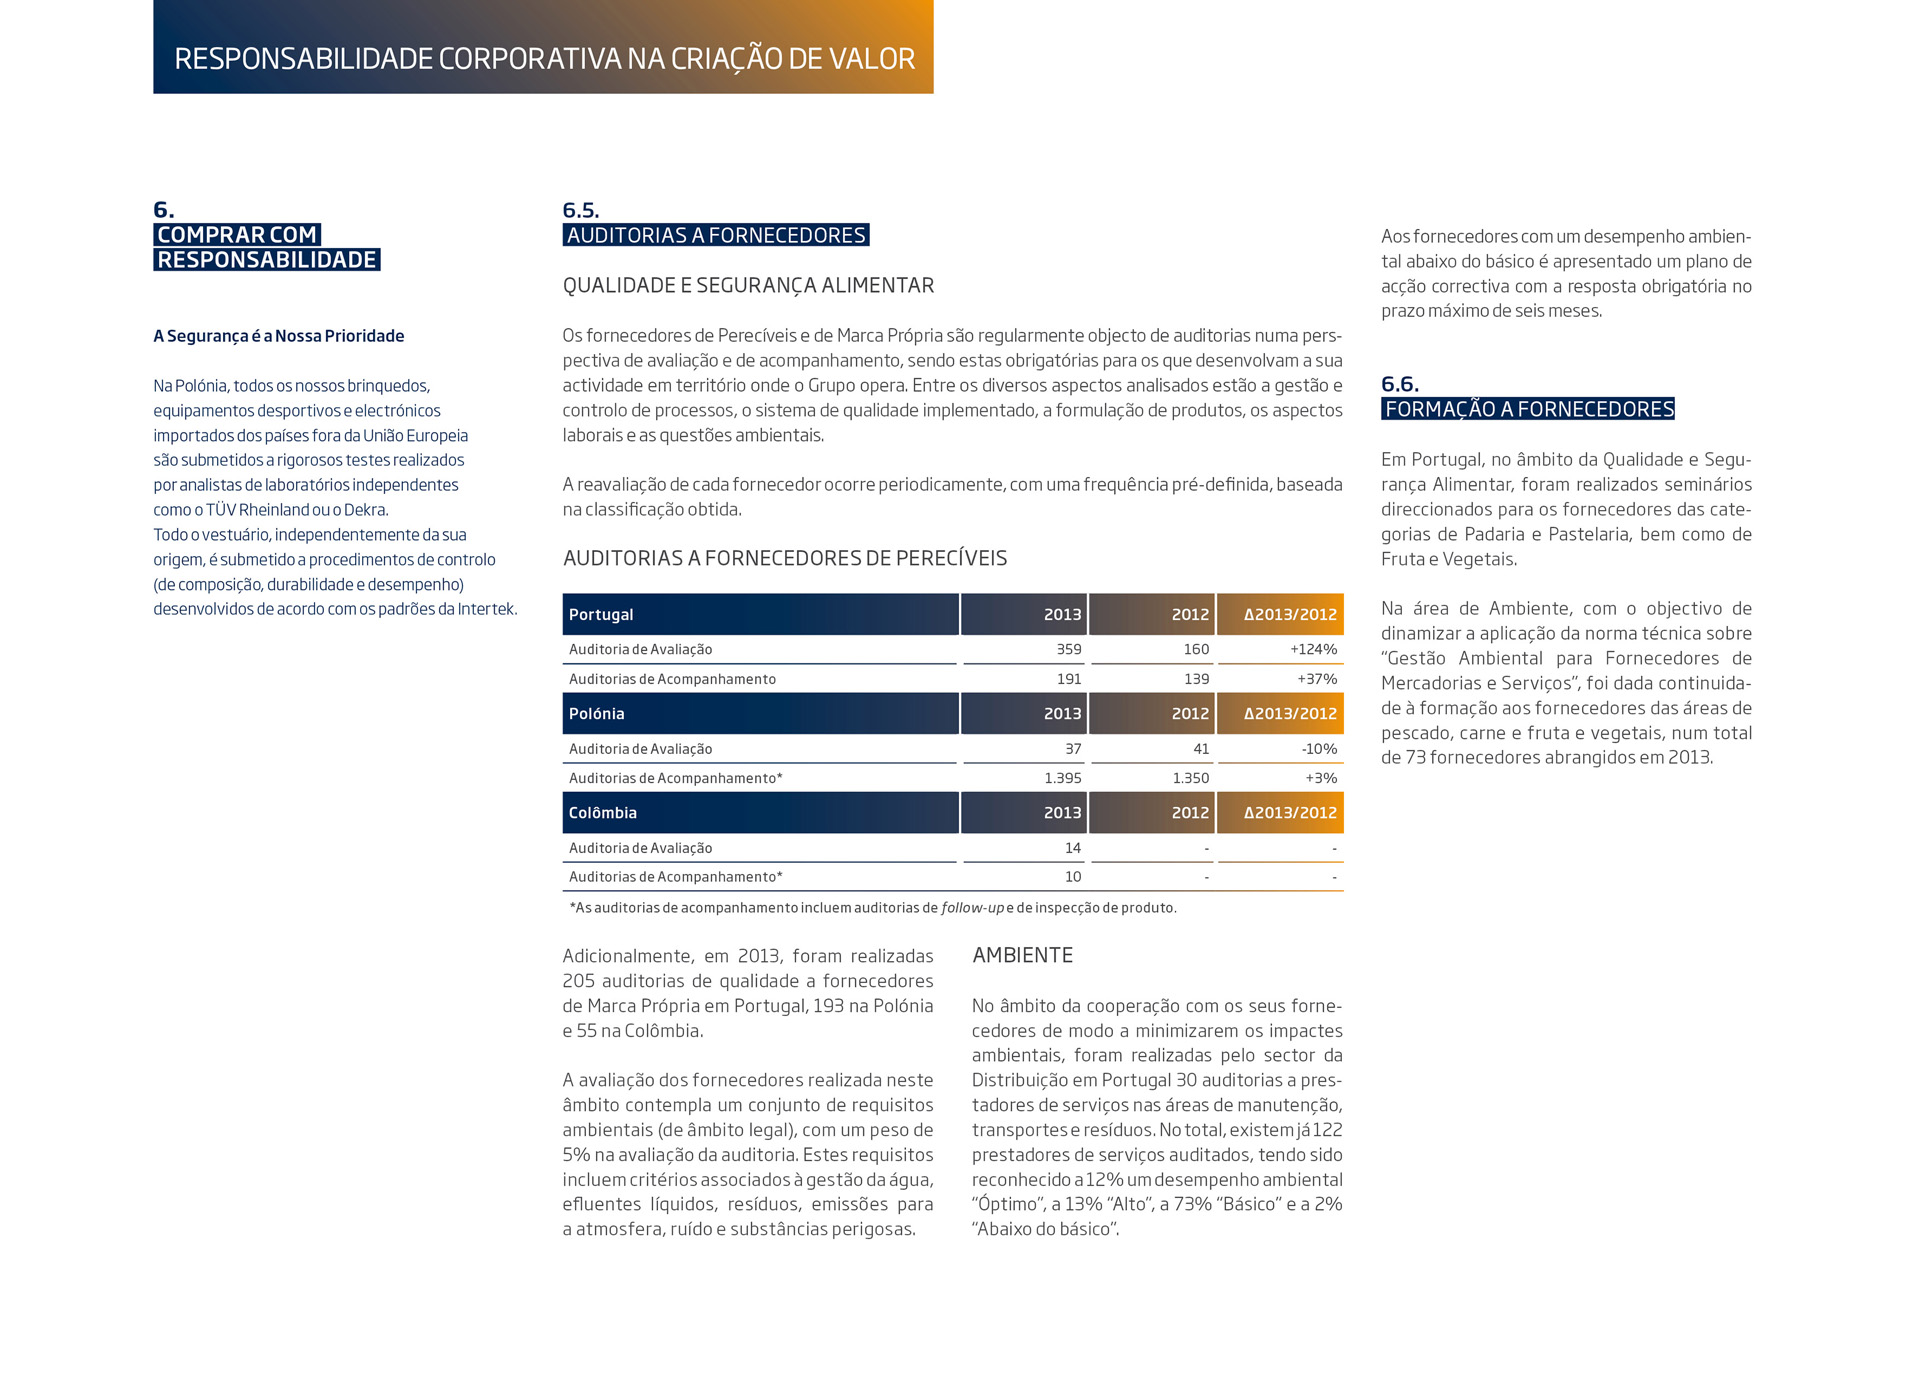 RESPONSABILIDADE CORPORATIVA NA CRIAÇÃO DE VALOR
6.
COMPRAR COM
RESPONSABILIDADE
A Segurança é a Nossa Prioridade
Na Polónia, todos os nossos brinquedos,
equipamentos desportivos e electrónicos
importados dos países fora da União Europeia
são submetidos a rigorosos testes realizados
por analistas de laboratórios independentes
como o TÜV Rheinland ou o Dekra.
Todo o vestuário, independentemente da sua
origem, é submetido a procedimentos de controlo
(de composição, durabilidade e desempenho)
desenvolvidos de acordo com os padrões da Intertek.
6.5.
AUDITORIAS A FORNECEDORES
QUALIDADE E SEGURANÇA ALIMENTAR
Os fornecedores de Perecíveis e de Marca Própria são regularmente objecto de auditorias numa pers-
pectiva de avaliação e de acompanhamento, sendo estas obrigatórias para os que desenvolvam a sua
actividade em território onde o Grupo opera. Entre os diversos aspectos analisados estão a gestão e
controlo de processos, o sistema de qualidade implementado, a formulação de produtos, os aspectos
laborais e as questões ambientais.
A reavaliação de cada fornecedor ocorre periodicamente, com uma frequência pré-definida, baseada
na classificação obtida.
AUDITORIAS A FORNECEDORES DE PERECÍVEIS
Portugal 2013 2012 Δ2013/2012
Auditoria de Avaliação 359 160 +124%
Auditorias de Acompanhamento 191 139 +37%
Polónia 2013 2012 Δ2013/2012
Auditoria de Avaliação 37 41 -10%
Auditorias de Acompanhamento* 1.395 1.350 +3%
Colômbia 2013 2012 Δ2013/2012
Auditoria de Avaliação 14 - -
Auditorias de Acompanhamento* 10 - -
*As auditorias de acompanhamento incluem auditorias de follow-up e de inspecção de produto.
Adicionalmente, em 2013, foram realizadas
205 auditorias de qualidade a fornecedores
de Marca Própria em Portugal, 193 na Polónia
e 55 na Colômbia.
A avaliação dos fornecedores realizada neste
âmbito contempla um conjunto de requisitos
ambientais (de âmbito legal), com um peso de
5% na avaliação da auditoria. Estes requisitos
incluem critérios associados à gestão da água,
efluentes líquidos, resíduos, emissões para
a atmosfera, ruído e substâncias perigosas.
AMBIENTE
No âmbito da cooperação com os seus forne-
cedores de modo a minimizarem os impactes
ambientais, foram realizadas pelo sector da
Distribuição em Portugal 30 auditorias a pres-
tadores de serviços nas áreas de manutenção,
transportes e resíduos. No total, existem já 122
prestadores de serviços auditados, tendo sido
reconhecido a 12% um desempenho ambiental
“Óptimo”, a 13% “Alto”, a 73% “Básico” e a 2%
“Abaixo do básico”.
Aos fornecedores com um desempenho ambien-
tal abaixo do básico é apresentado um plano de
acção correctiva com a resposta obrigatória no
prazo máximo de seis meses.
6.6.
FORMAÇÃO A FORNECEDORES
Em Portugal, no âmbito da Qualidade e Segu-
rança Alimentar, foram realizados seminários
direccionados para os fornecedores das cate-
gorias de Padaria e Pastelaria, bem como de
Fruta e Vegetais.
Na área de Ambiente, com o objectivo de
dinamizar a aplicação da norma técnica sobre
“Gestão Ambiental para Fornecedores de
Mercadorias e Serviços”, foi dada continuida-
de à formação aos fornecedores das áreas de
pescado, carne e fruta e vegetais, num total
de 73 fornecedores abrangidos em 2013.